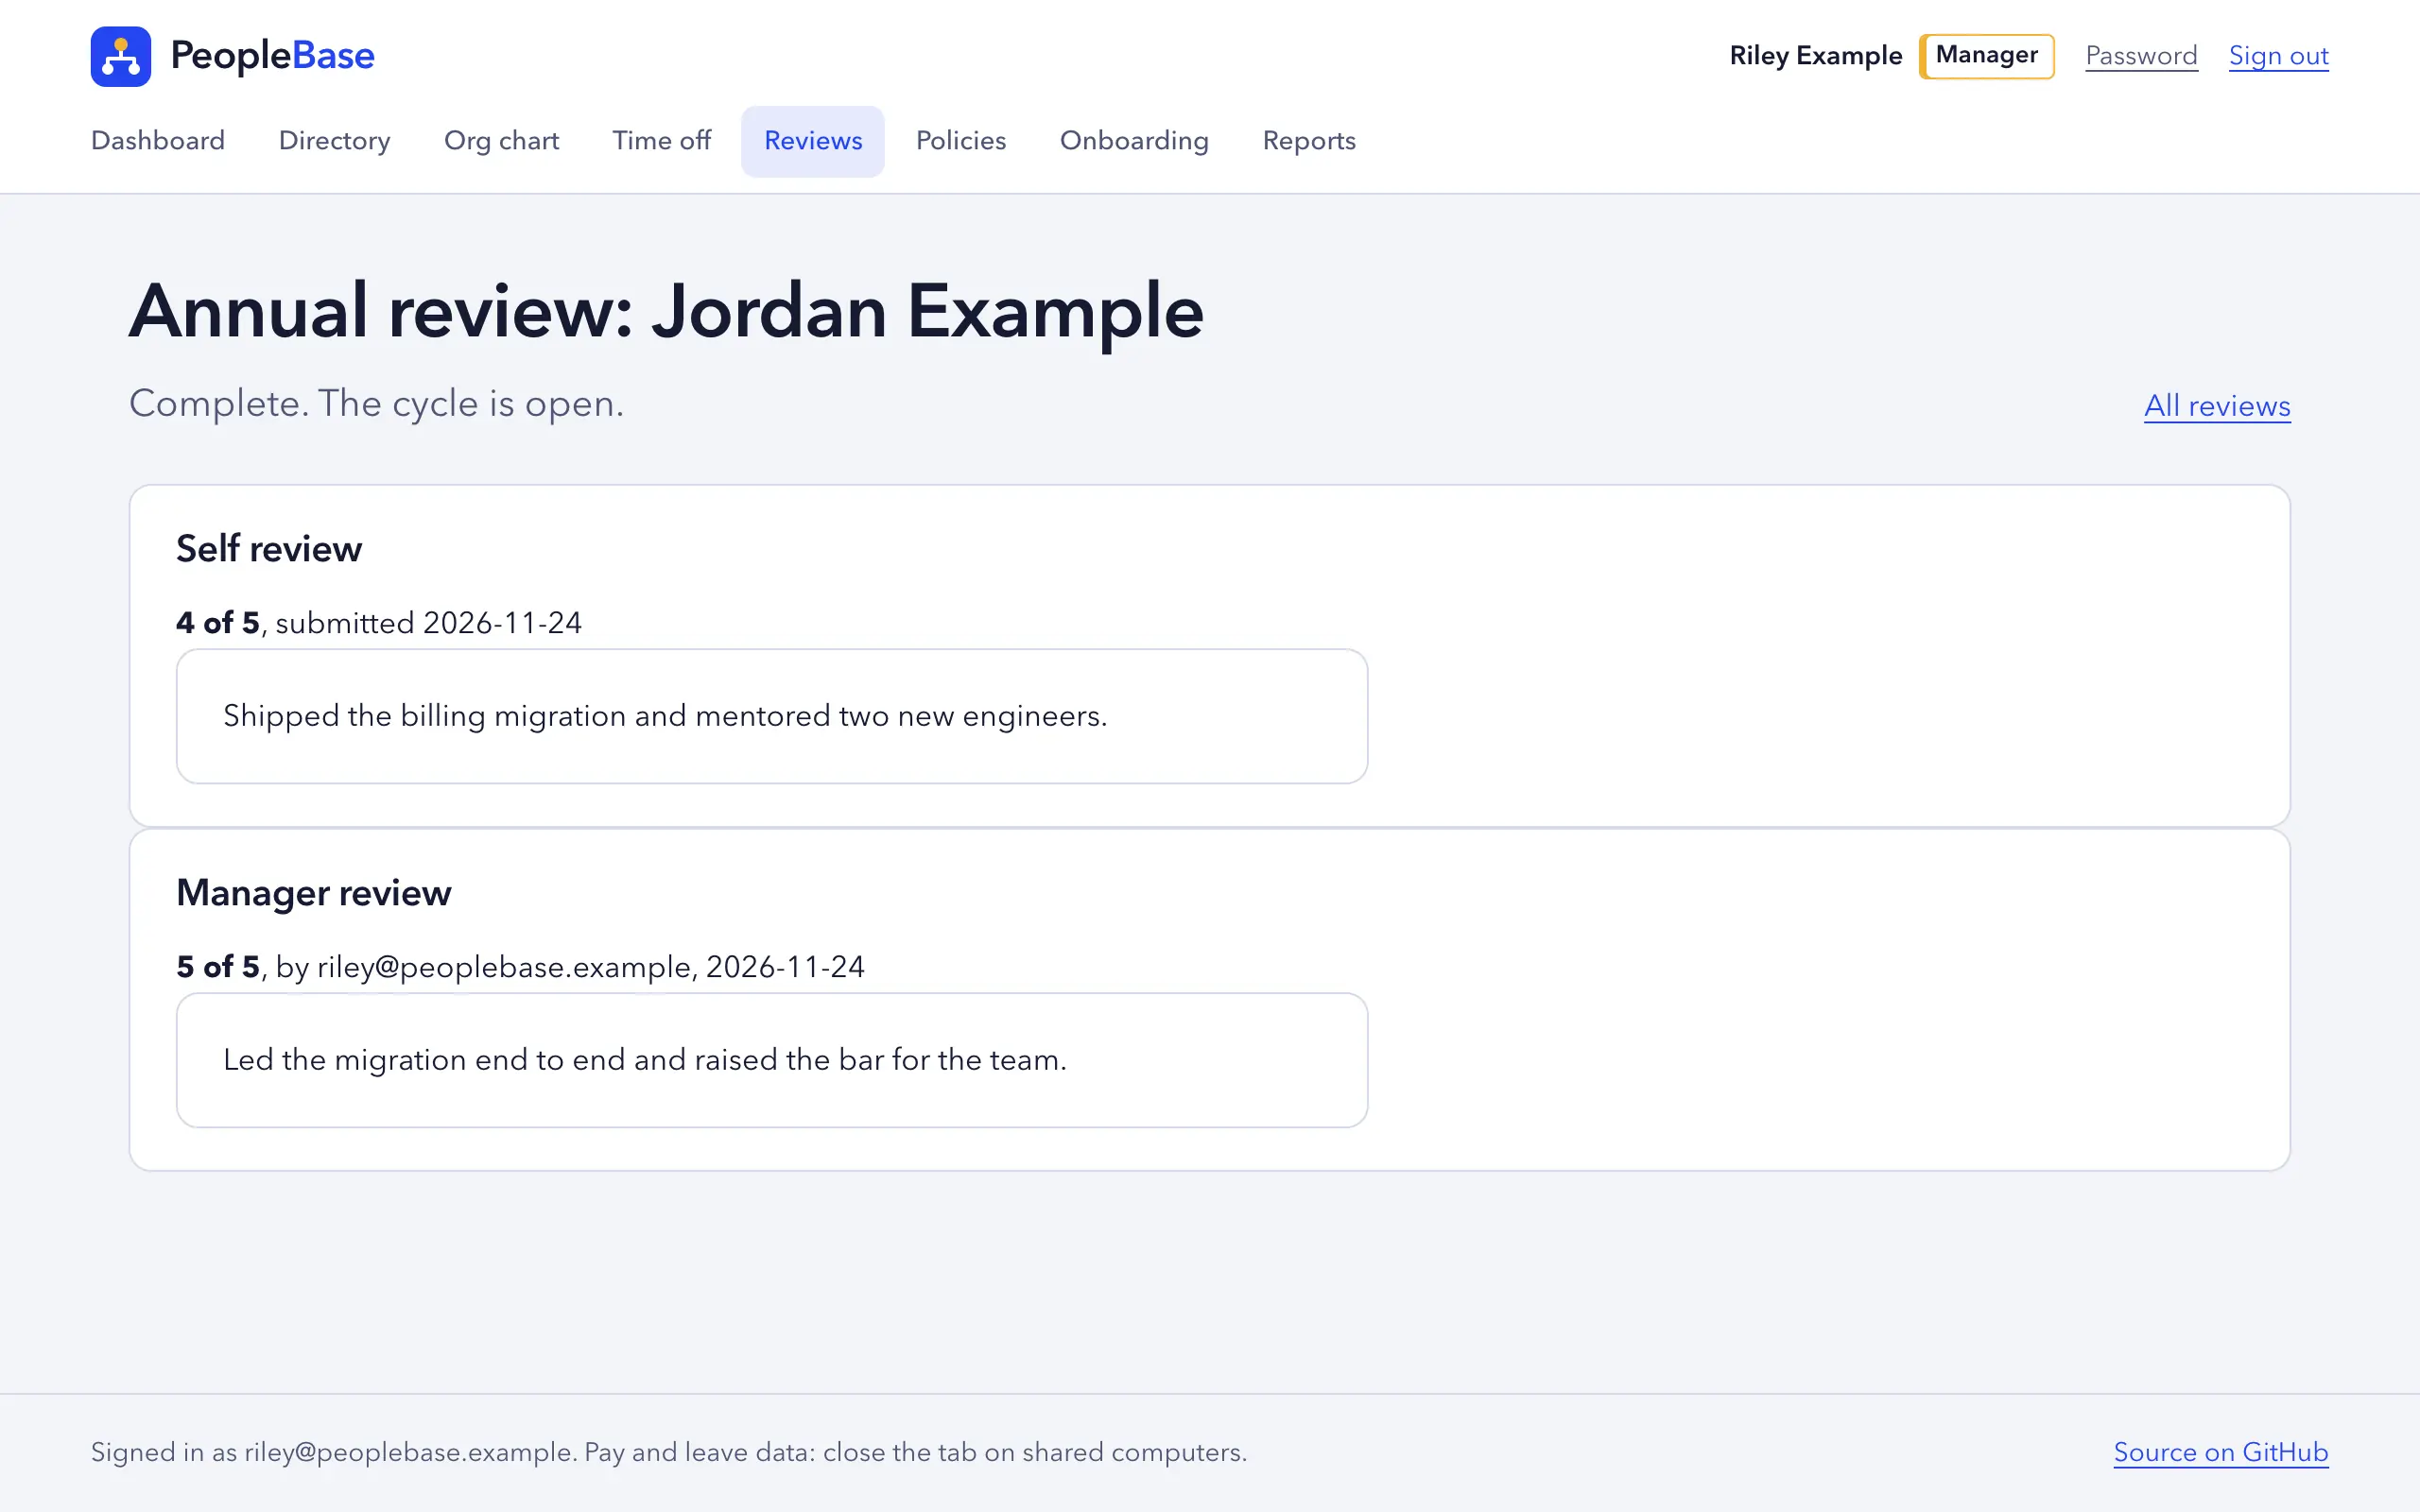 PeopleBase
Riley Example Manager Password Sign out
Dashboard Directory Org chart Time off Reviews Policies Onboarding Reports
Annual review: Jordan Example
Complete. The cycle is open.
All reviews
Self review
4 of 5, submitted 2026-11-24
Shipped the billing migration and mentored two new engineers.
Manager review
5 of 5, by riley@peoplebase.example, 2026-11-24
Led the migration end to end and raised the bar for the team.
Signed in as riley@peoplebase.example. Pay and leave data: close the tab on shared computers.
Source on GitHub